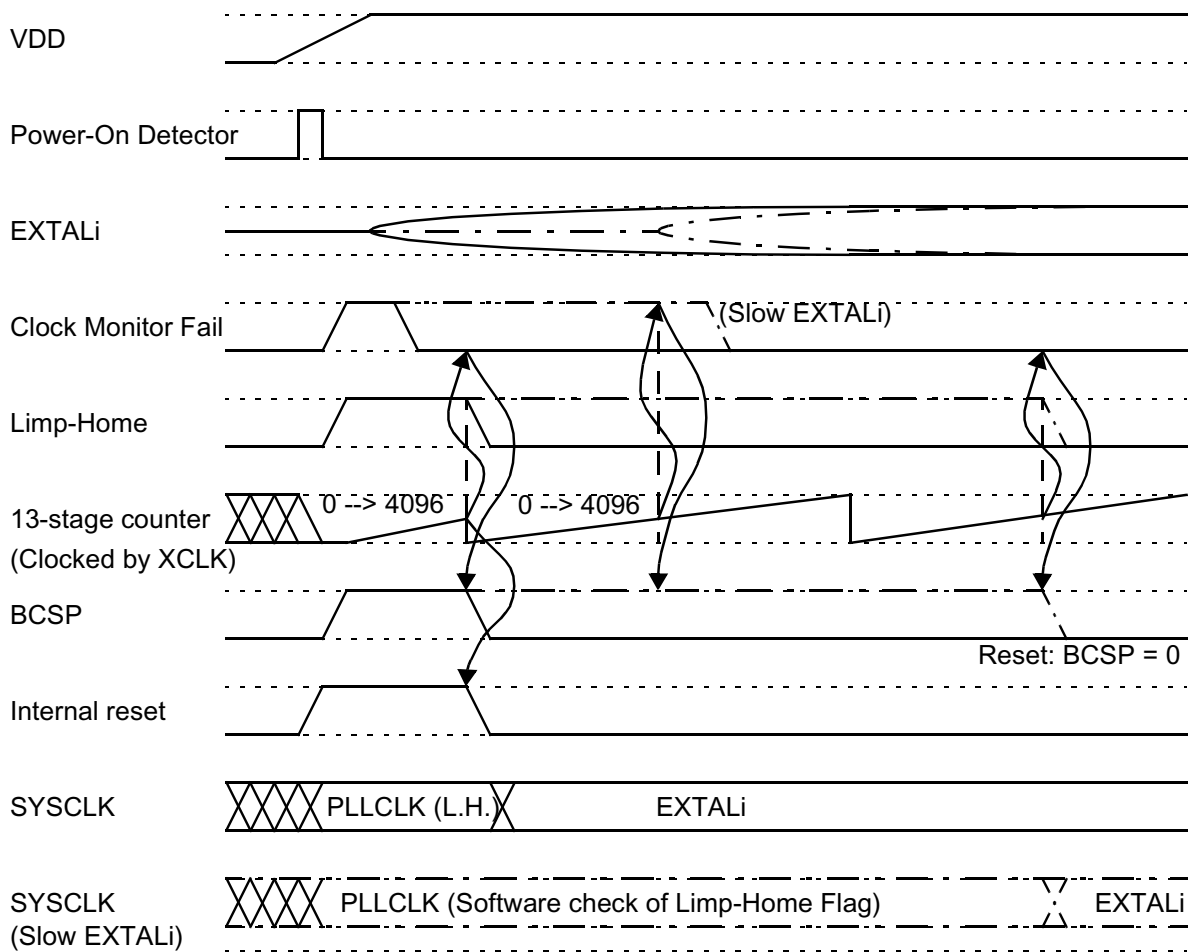 VDD
Power-On Detector
EXTALi
Clock Monitor Fail
(Slow EXTALi)
Limp-Home
13-stage counter
(Clocked by XCLK)
0 --> 4096
0 --> 4096
BCSP
Reset: BCSP = 0
Internal reset
SYSCLK
PLLCLK (L.H.)
EXTALi
SYSCLK
(Slow EXTALi)
PLLCLK (Software check of Limp-Home Flag)
EXTALi